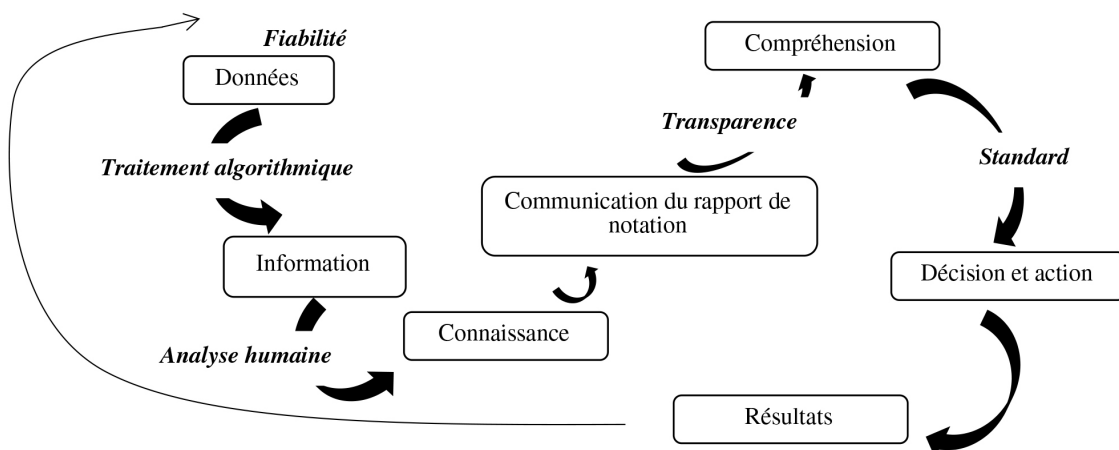 Fiabilité
Données
Traitement algorithmique
Information
Analyse humaine
Connaissance
Communication du rapport de
notation
Transparence
Compréhension
Standard
Décision et action
Résultats